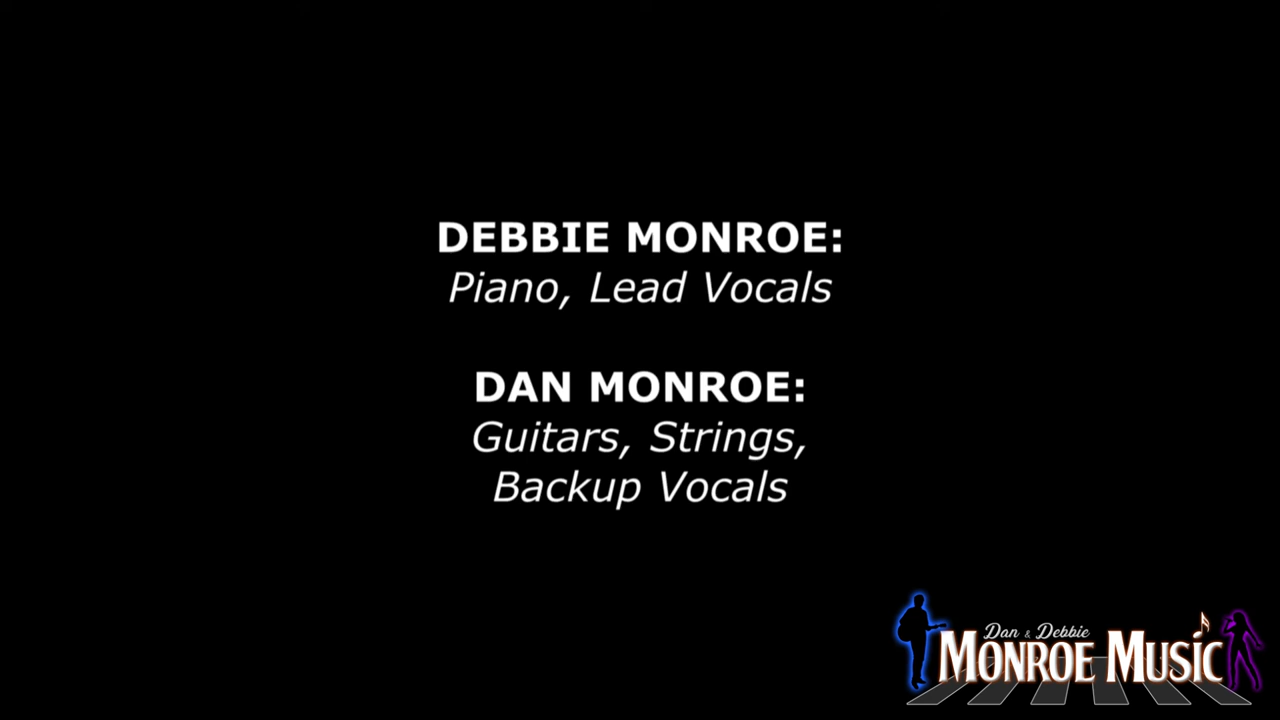 DEBBIE MONROE:
Piano, Lead Vocals
DAN MONROE:
Guitars, Strings,
Backup Vocals
Dan & Debbie
MONROE MUSIC